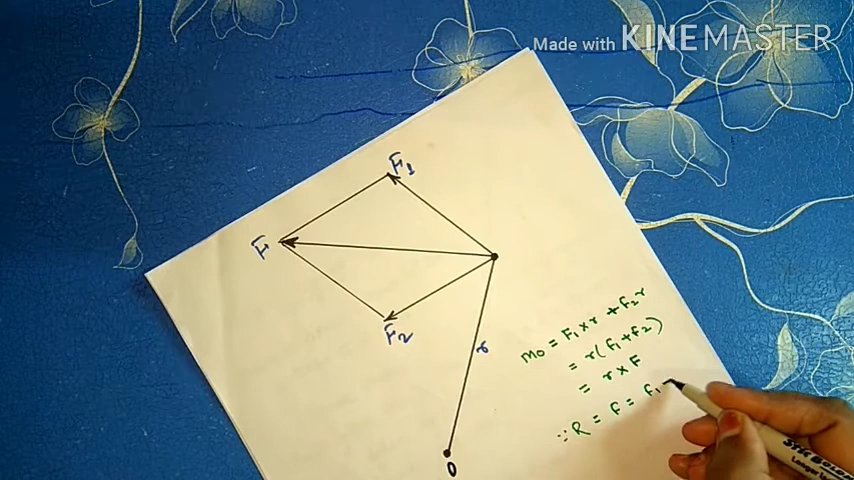 Made with KINEMASTER
F1
F
F2
r
O
Mo = F1 × r + F2 r
= r(F1+F2)
= r × F
∵ R = F = F1